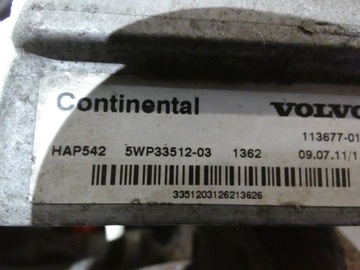 Continental VOLVO
113677-01
HAP542 5WP33512-03 1362 09.07.11/1
3351203126213626